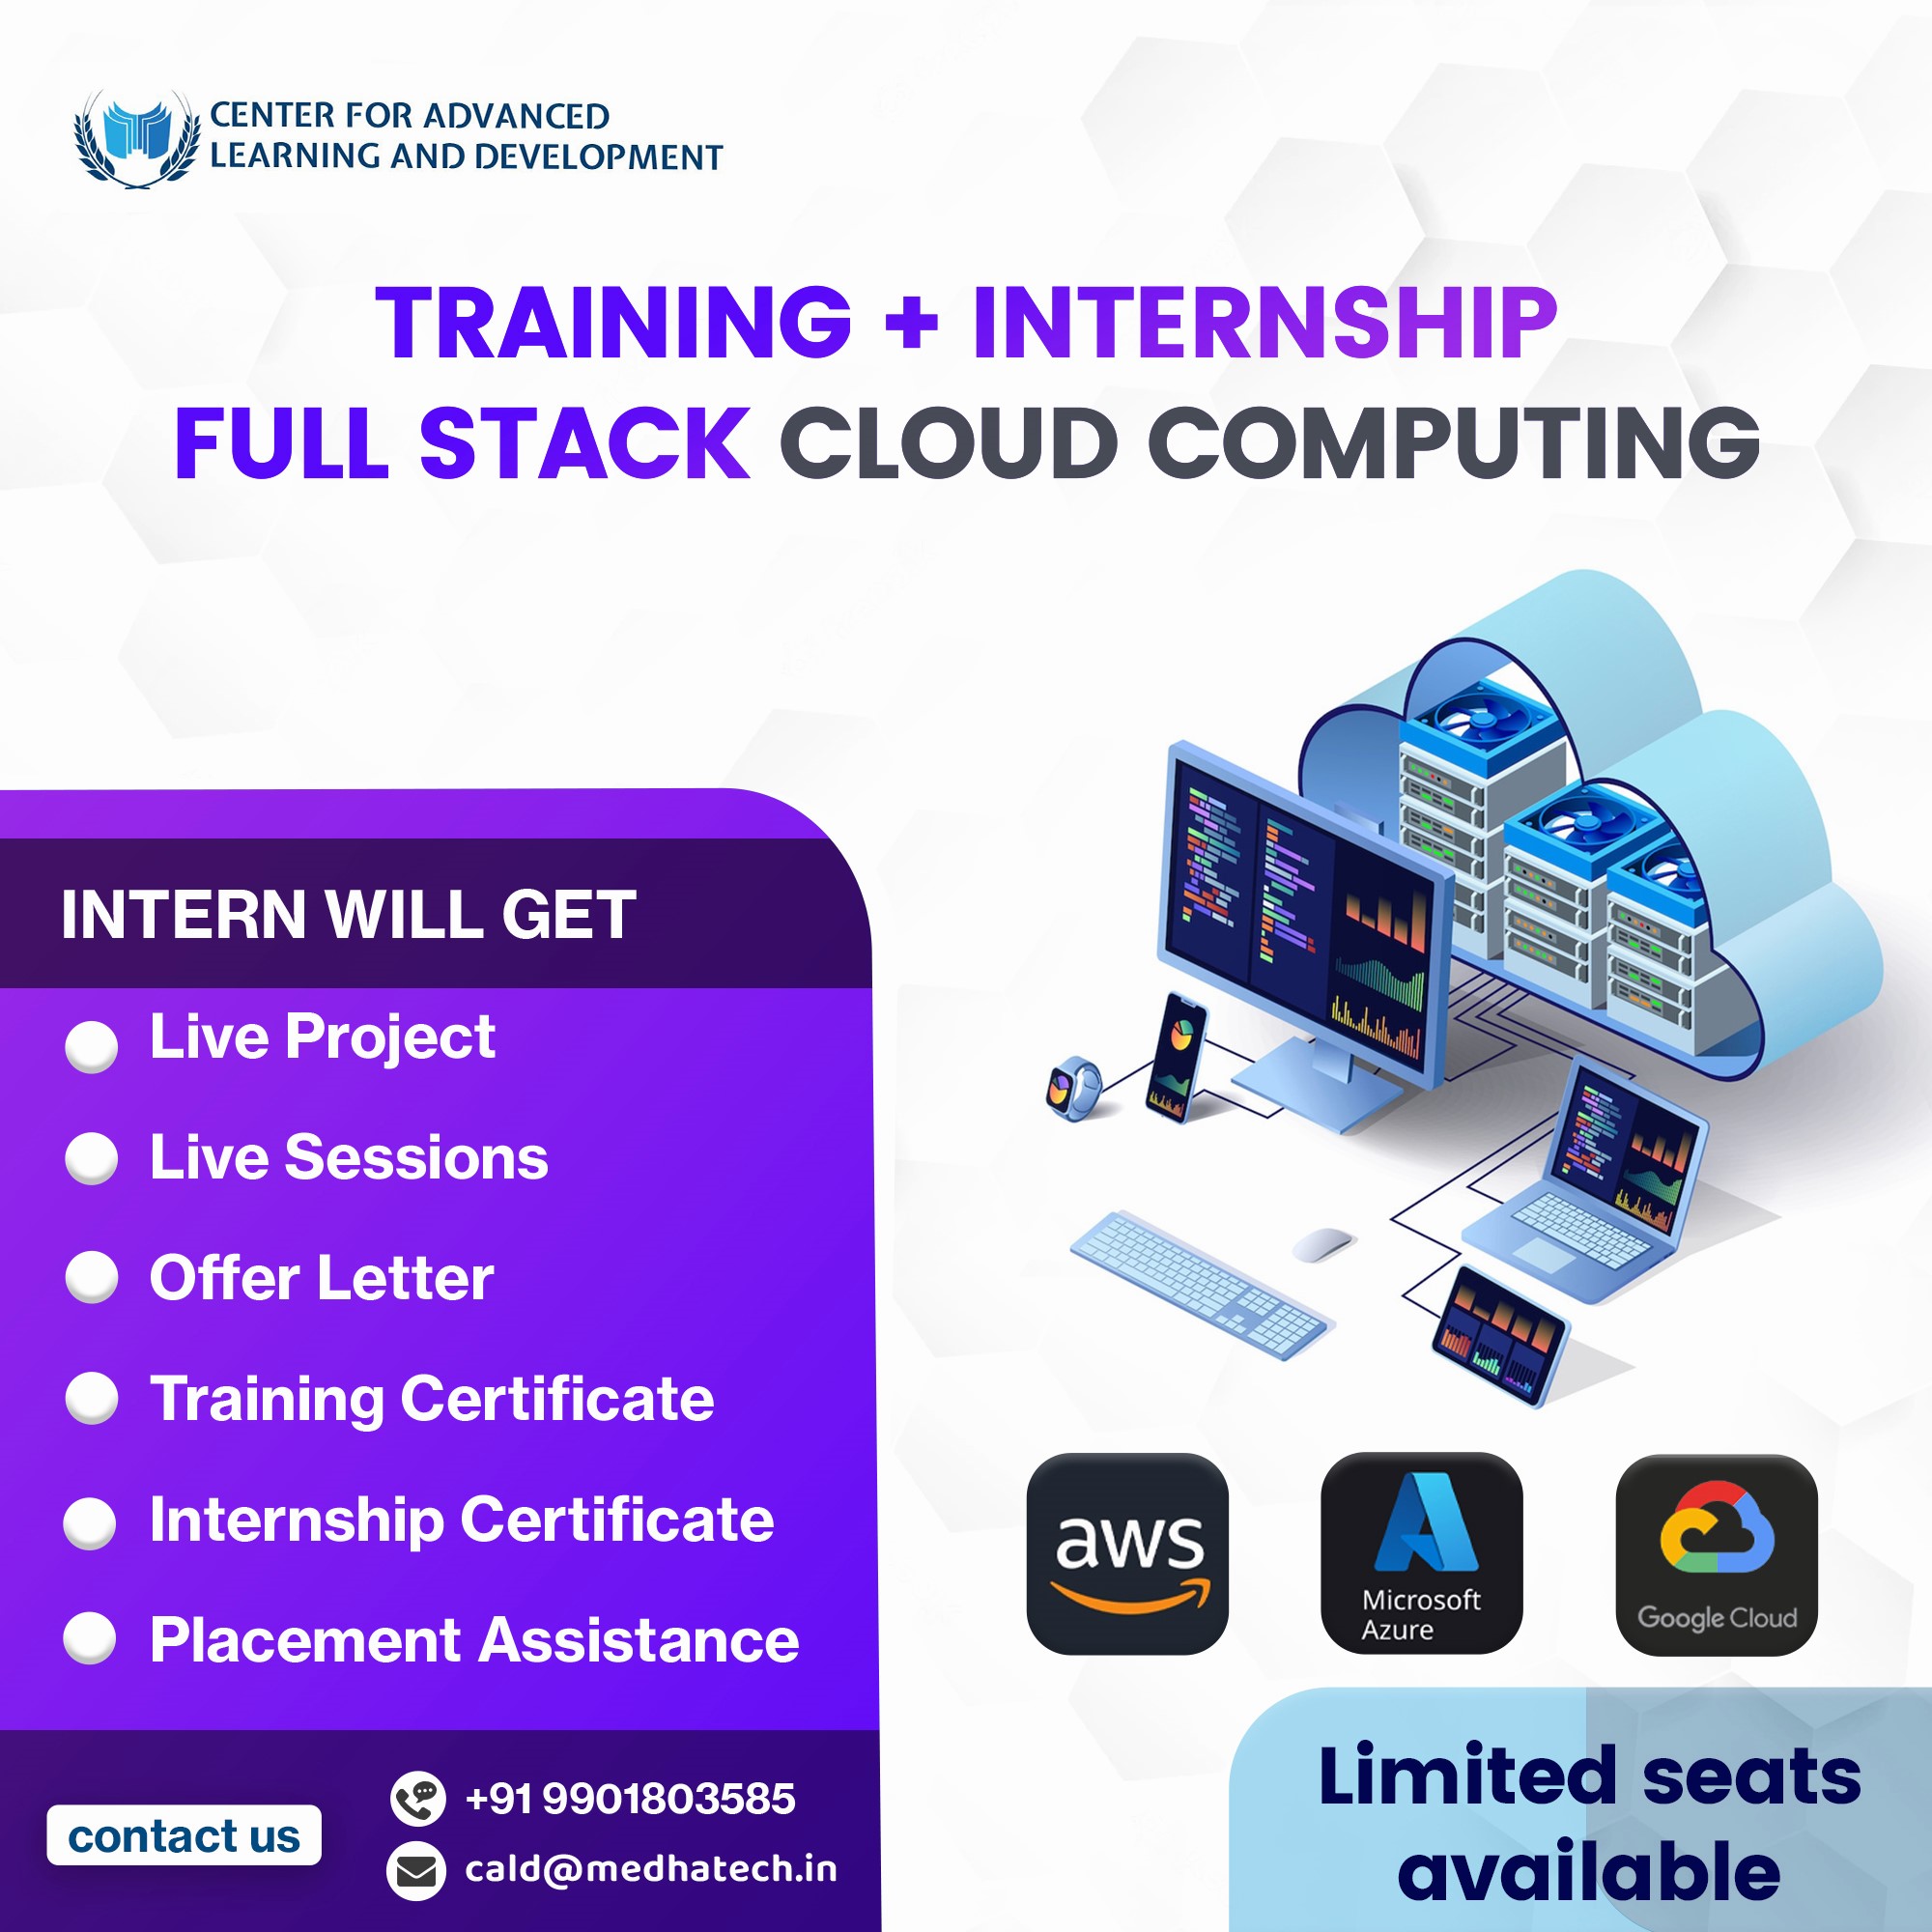 CENTER FOR ADVANCED
LEARNING AND DEVELOPMENT
TRAINING + INTERNSHIP
FULL STACK CLOUD COMPUTING
INTERN WILL GET
Live Project
Live Sessions
Offer Letter
Training Certificate
Internship Certificate
Placement Assistance
contact us
+91 9901803585
cald@medhatech.in
aws
Microsoft
Azure
Google Cloud
Limited seats
available